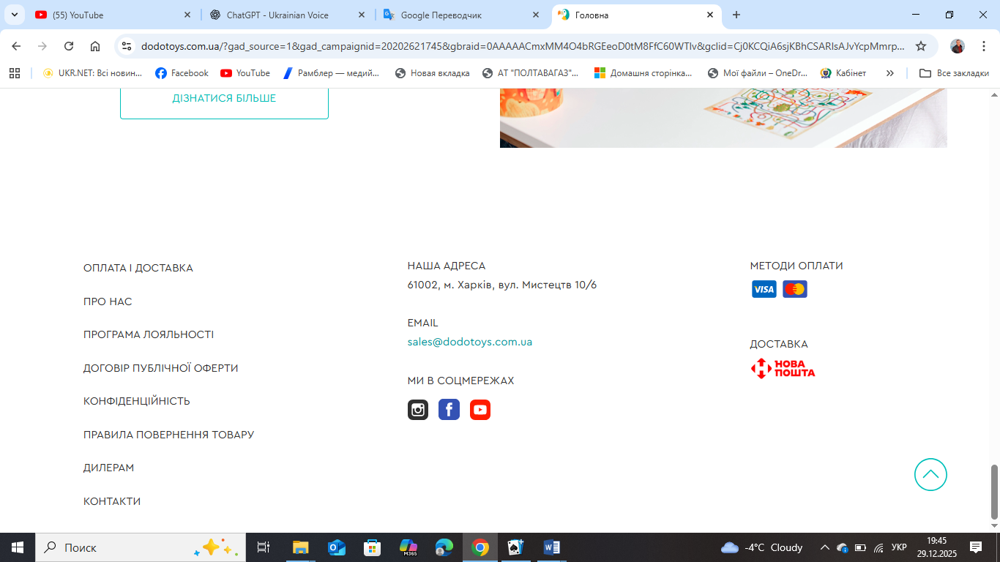 (55) YouTube
ChatGPT - Ukrainian Voice
Google Переводчик
Головна
dodotoys.com.ua/?gad_source=1&gad_campaignid=20202621745&gbraid=0AAAAACmxMM4O4bRGEeoD0tM8FfC60WTlv&gclid=Cj0KCQiA6sjKBhCSARIsAJvYcpMmrp...
UKR.NET: Всі новин...
Facebook
YouTube
Рамблер — медий...
Новая вкладка
АТ "ПОЛТАВАГАЗ"...
Домашня сторінка...
Мої файли – OneDr...
Кабінет
Все закладки
ДІЗНАТИСЯ БІЛЬШЕ
ОПЛАТА І ДОСТАВКА
ПРО НАС
ПРОГРАМА ЛОЯЛЬНОСТІ
ДОГОВІР ПУБЛІЧНОЇ ОФЕРТИ
КОНФІДЕНЦІЙНІСТЬ
ПРАВИЛА ПОВЕРНЕННЯ ТОВАРУ
ДИЛЕРАМ
КОНТАКТИ
НАША АДРЕСА
61002, м. Харків, вул. Мистецтв 10/6
EMAIL
sales@dodotoys.com.ua
МИ В СОЦМЕРЕЖАХ
МЕТОДИ ОПЛАТИ
VISA
ДОСТАВКА
НОВА
ПОШТА
Поиск
M365
-4°C Cloudy
УКР
19:45
29.12.2025